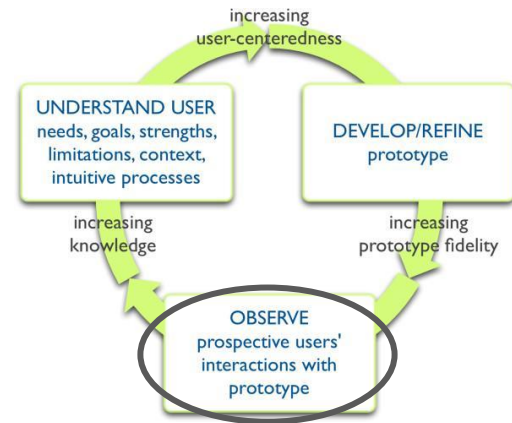 increasing
user-centeredness
UNDERSTAND USER
needs, goals, strengths,
limitations, context,
intuitive processes
DEVELOP/REFINE
prototype
increasing
knowledge
increasing
prototype fidelity
OBSERVE
prospective users'
interactions with
prototype